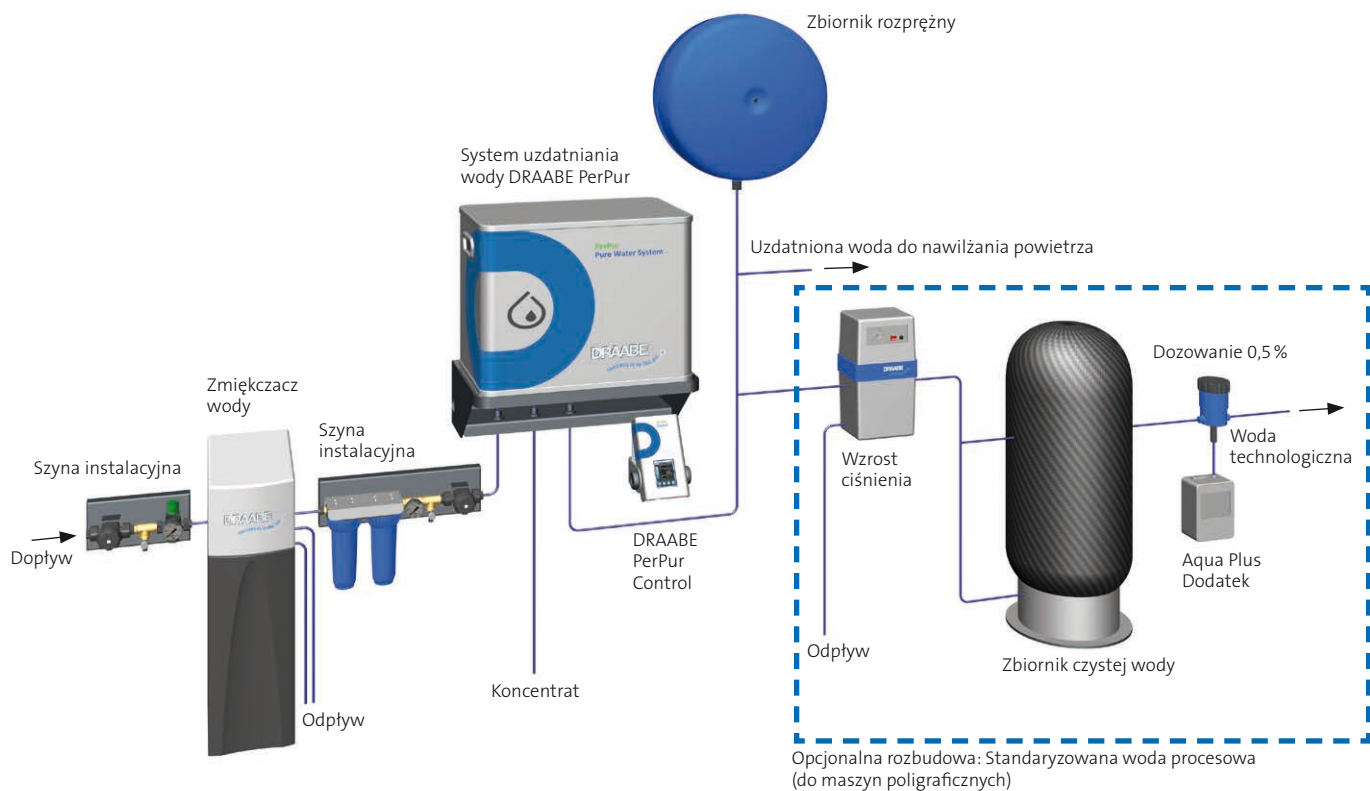 Zbiornik rozprężny
System uzdatniania
wody DRAABE PerPur
PerPur
Pure Water System
DRAABE
Uzdatniona woda do nawilżania powietrza
Zmiękczacz
wody
Szyna
instalacyjna
Szyna instalacyjna
DRAABE
Dopływ
DRAABE
PerPur
Control
Koncentrat
Odpływ
DRAABE
Wzrost
ciśnienia
Odpływ
Dozowanie 0,5 %
Woda
technologiczna
Aqua Plus
Dodatek
Zbiornik czystej wody
Opcjonalna rozbudowa: Standaryzowana woda procesowa
(do maszyn poligraficznych)